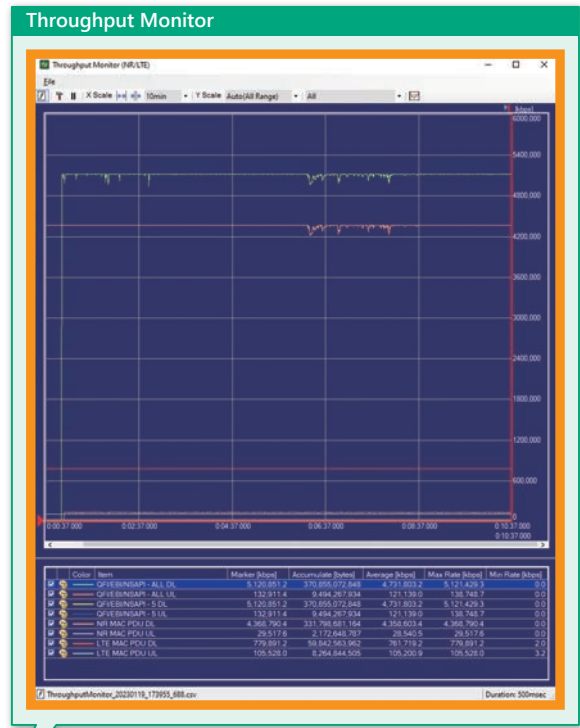 Throughput Monitor
Throughput Monitor (NR/LTE)
File
X Scale 10min Y Scale Auto(All Range) All
[kbps]
6000.000
5400.000
4800.000
4200.000
3600.000
3000.000
2400.000
1800.000
1200.000
600.000
0
0:00:37.000 0:02:37.000 0:04:37.000 0:06:37.000 0:08:37.000 0:10:37.000
0:10:37.000
Color Item Marker [kbps] Accumulate [bytes] Average [kbps] Max Rate [kbps] Min Rate [kbps]
QFI/EBI/NSAPI - ALL DL 5,120,851.2 370,855,072,848 4,731,803.2 5,121,429.3 0.0
QFI/EBI/NSAPI - ALL UL 132,911.4 9,494,267,934 121,139.0 138,748.7 0.0
QFI/EBI/NSAPI - 5 DL 5,120,851.2 370,855,072,848 4,731,803.2 5,121,429.3 0.0
QFI/EBI/NSAPI - 5 UL 132,911.4 9,494,267,934 121,139.0 138,748.7 0.0
NR MAC PDU DL 4,368,790.4 331,798,681,164 4,358,603.4 4,368,790.4 0.0
NR MAC PDU UL 29,517.6 2,172,648,787 28,540.5 29,517.6 0.0
LTE MAC PDU DL 779,891.2 59,842,563,962 761,719.2 779,891.2 2.0
LTE MAC PDU UL 105,528.0 8,264,844,505 105,200.9 105,528.0 3.2
ThroughputMonitor_20230119_173955_688.csv Duration: 500msec